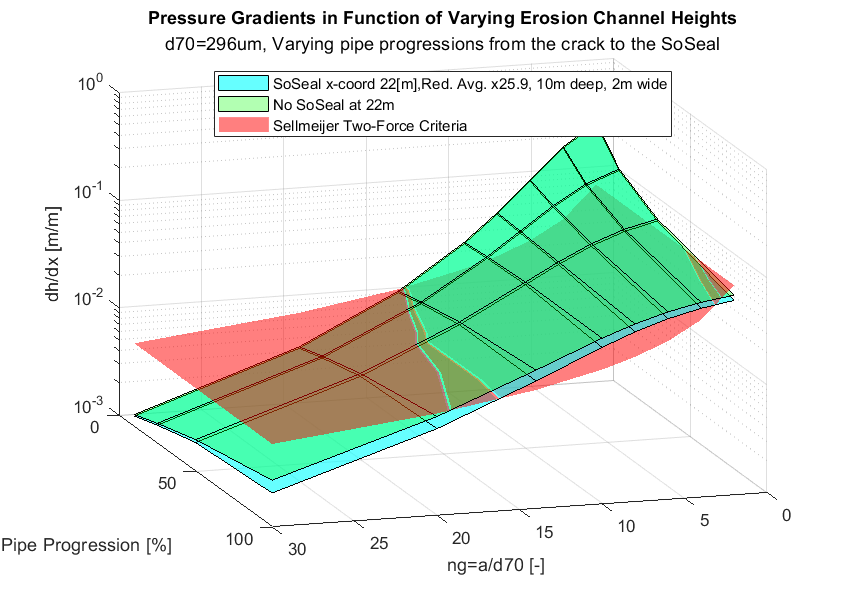 Pressure Gradients in Function of Varying Erosion Channel Heights
d70=296um, Varying pipe progressions from the crack to the SoSeal
SoSeal x-coord 22[m],Red. Avg. x25.9, 10m deep, 2m wide
No SoSeal at 22m
Sellmeijer Two-Force Criteria
10^0
10^-1
10^-2
10^-3
dh/dx [m/m]
0
50
100
Pipe Progression [%]
30
25
20
15
10
5
0
ng=a/d70 [-]